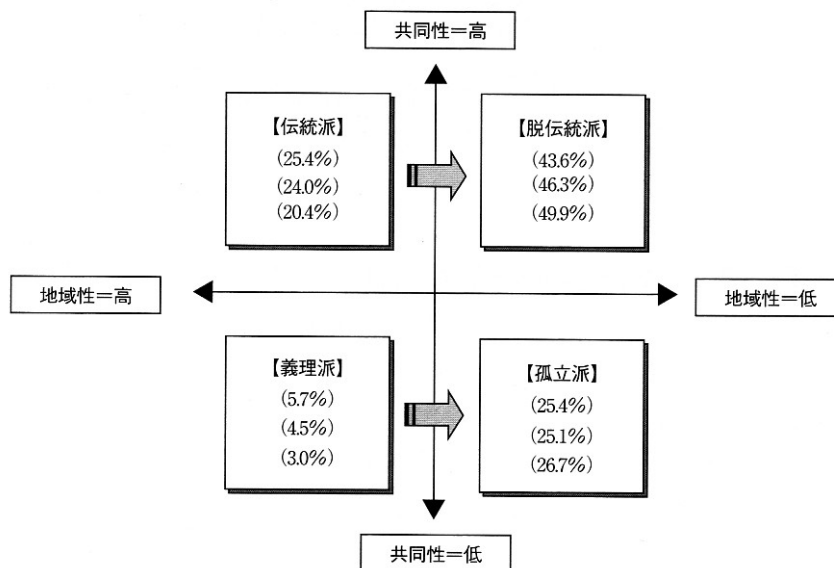 共同性＝高
【伝統派】
(25.4%)
(24.0%)
(20.4%)
【脱伝統派】
(43.6%)
(46.3%)
(49.9%)
地域性＝高
地域性＝低
【義理派】
(5.7%)
(4.5%)
(3.0%)
【孤立派】
(25.4%)
(25.1%)
(26.7%)
共同性＝低